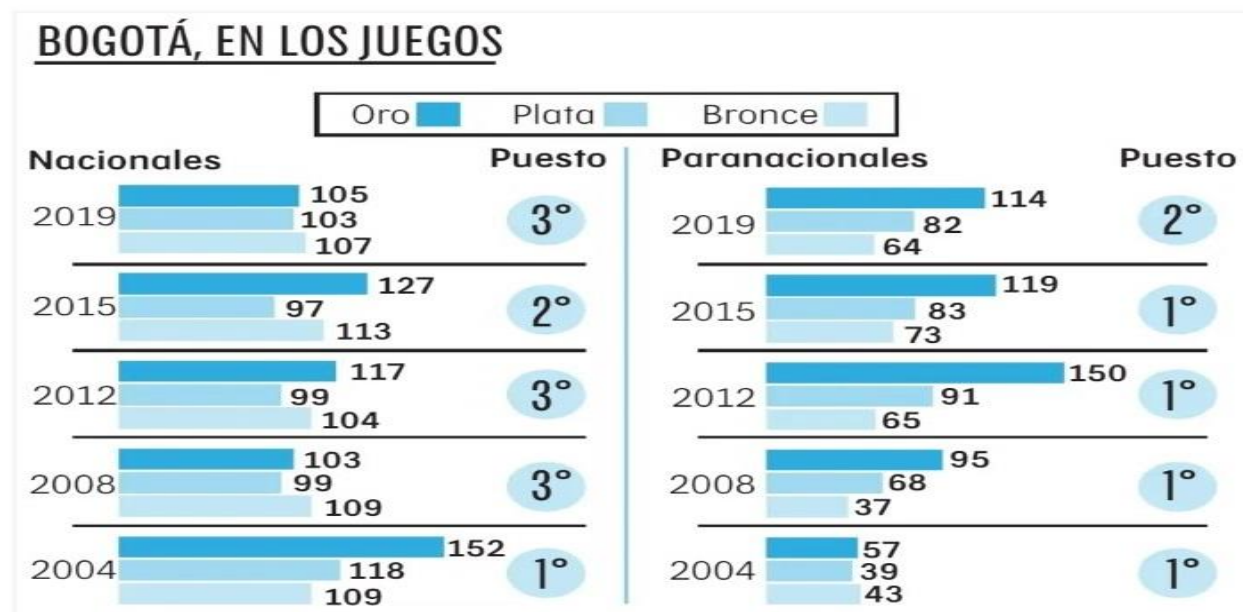 BOGOTÁ, EN LOS JUEGOS
Oro Plata Bronce
Nacionales Puesto
2019 105 103 107 3°
2015 127 97 113 2°
2012 117 99 104 3°
2008 103 99 109 3°
2004 152 118 109 1°
Paranacionales Puesto
2019 114 82 64 2°
2015 119 83 73 1°
2012 150 91 65 1°
2008 95 68 37 1°
2004 57 39 43 1°